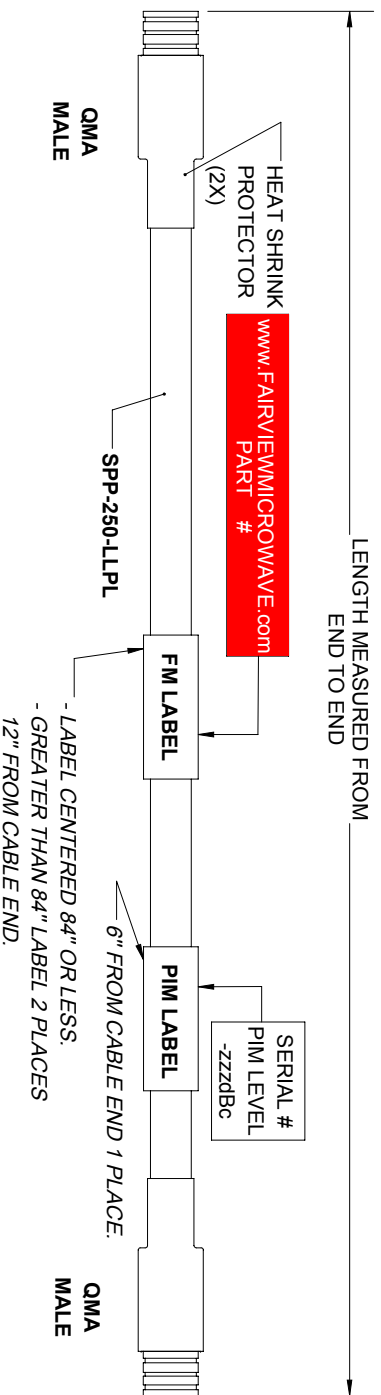 LENGTH MEASURED FROM
END TO END
HEAT SHRINK
PROTECTOR
(2X)
www.FAIRVIEWMICROWAVE.com
PART #
SERIAL #
PIM LEVEL
-zzzdBc
FM LABEL
PIM LABEL
QMA
MALE
SPP-250-LLPL
6" FROM CABLE END 1 PLACE.
- LABEL CENTERED 84" OR LESS.
- GREATER THAN 84" LABEL 2 PLACES
12" FROM CABLE END.
QMA
MALE